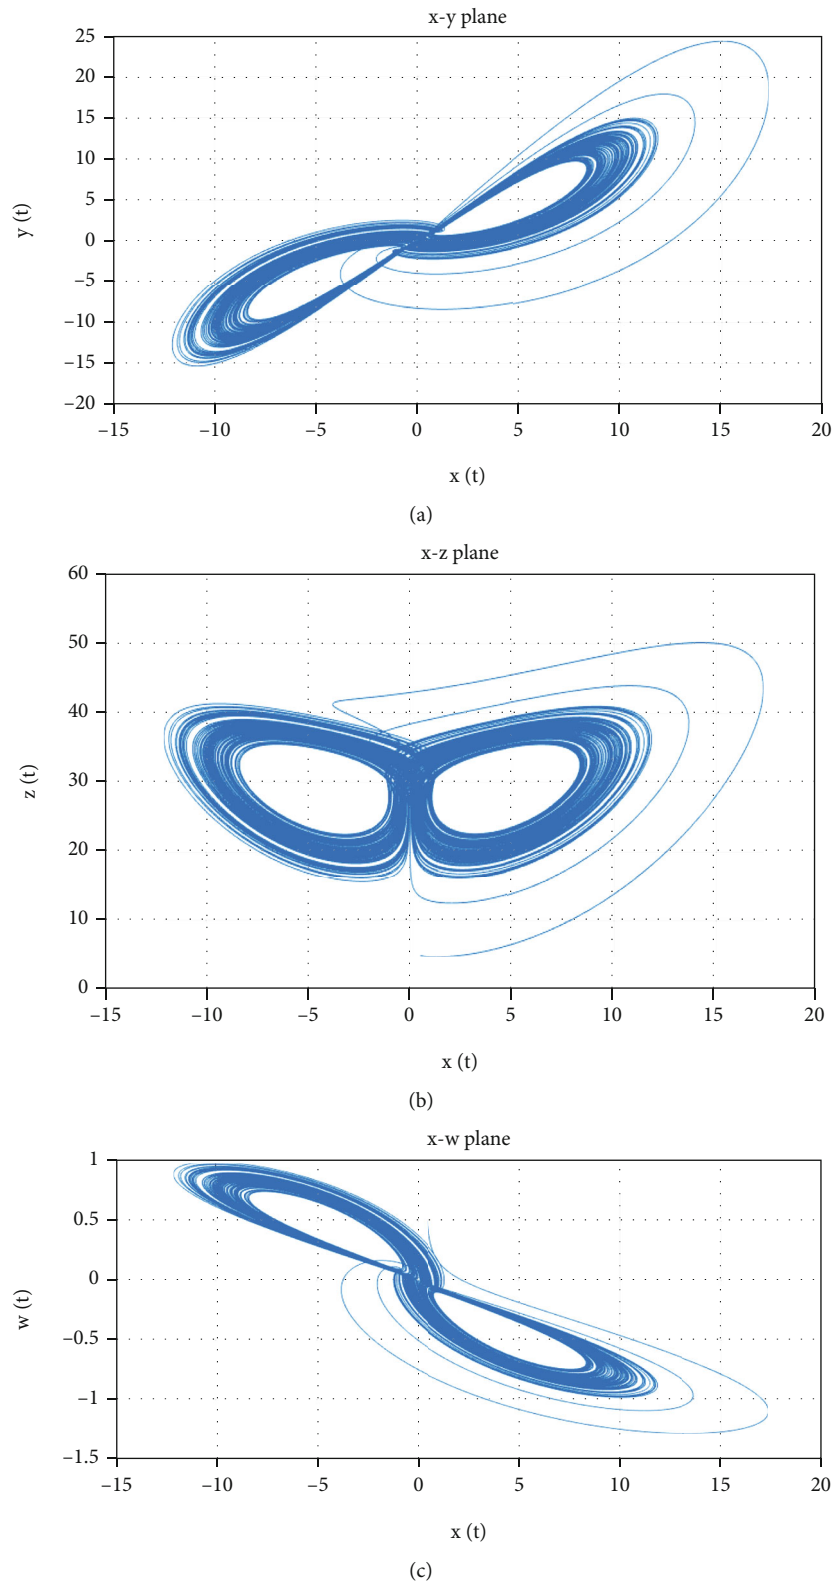 x-y plane
25
20
15
10
5
0
–5
–10
–15
–20
y (t)
–15 –10 –5 0 5 10 15 20
x (t)
(a)
x-z plane
60
50
40
30
20
10
0
z (t)
–15 –10 –5 0 5 10 15 20
x (t)
(b)
x-w plane
1
0.5
0
–0.5
–1
–1.5
w (t)
–15 –10 –5 0 5 10 15 20
x (t)
(c)